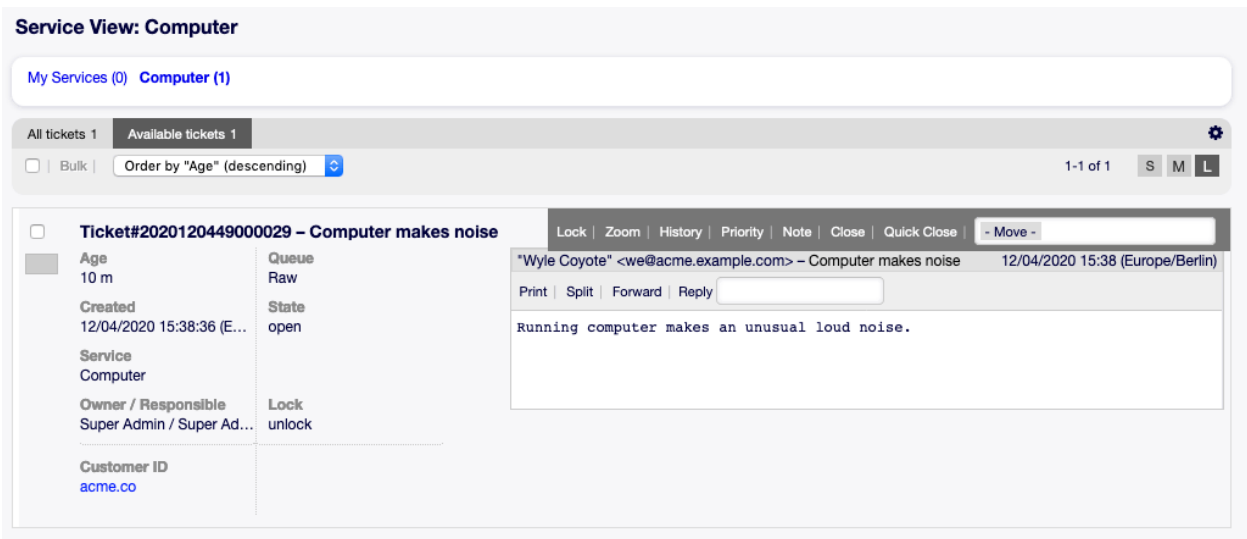 Service View: Computer
My Services (0) Computer (1)
All tickets 1 Available tickets 1
Bulk | Order by "Age" (descending)
1-1 of 1 S M L
Ticket#2020120449000029 – Computer makes noise
Lock | Zoom | History | Priority | Note | Close | Quick Close | - Move -
Age
10 m
Queue
Raw
Created
12/04/2020 15:38:36 (E...
State
open
Service
Computer
Owner / Responsible
Super Admin / Super Ad...
Lock
unlock
Customer ID
acme.co
"Wyle Coyote" <we@acme.example.com> – Computer makes noise 12/04/2020 15:38 (Europe/Berlin)
Print | Split | Forward | Reply
Running computer makes an unusual loud noise.